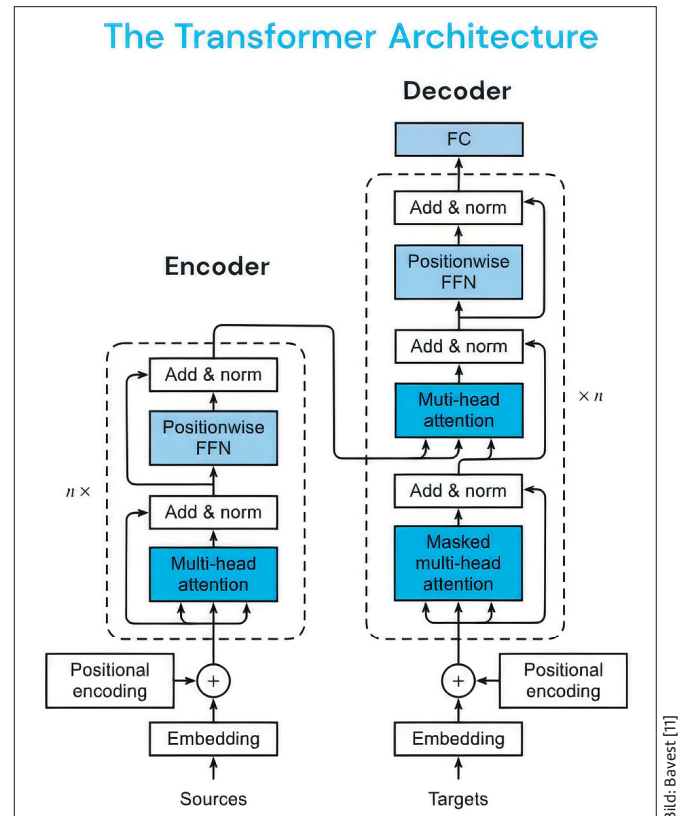 The Transformer Architecture
Decoder
FC
Add & norm
Positionwise
FFN
Add & norm
Muti-head
attention
× n
Add & norm
Masked
multi-head
attention
Positional
encoding
+
Embedding
Targets
Encoder
Add & norm
Positionwise
FFN
n ×
Add & norm
Multi-head
attention
Positional
encoding
+
Embedding
Sources
Bild: Bavest [11]